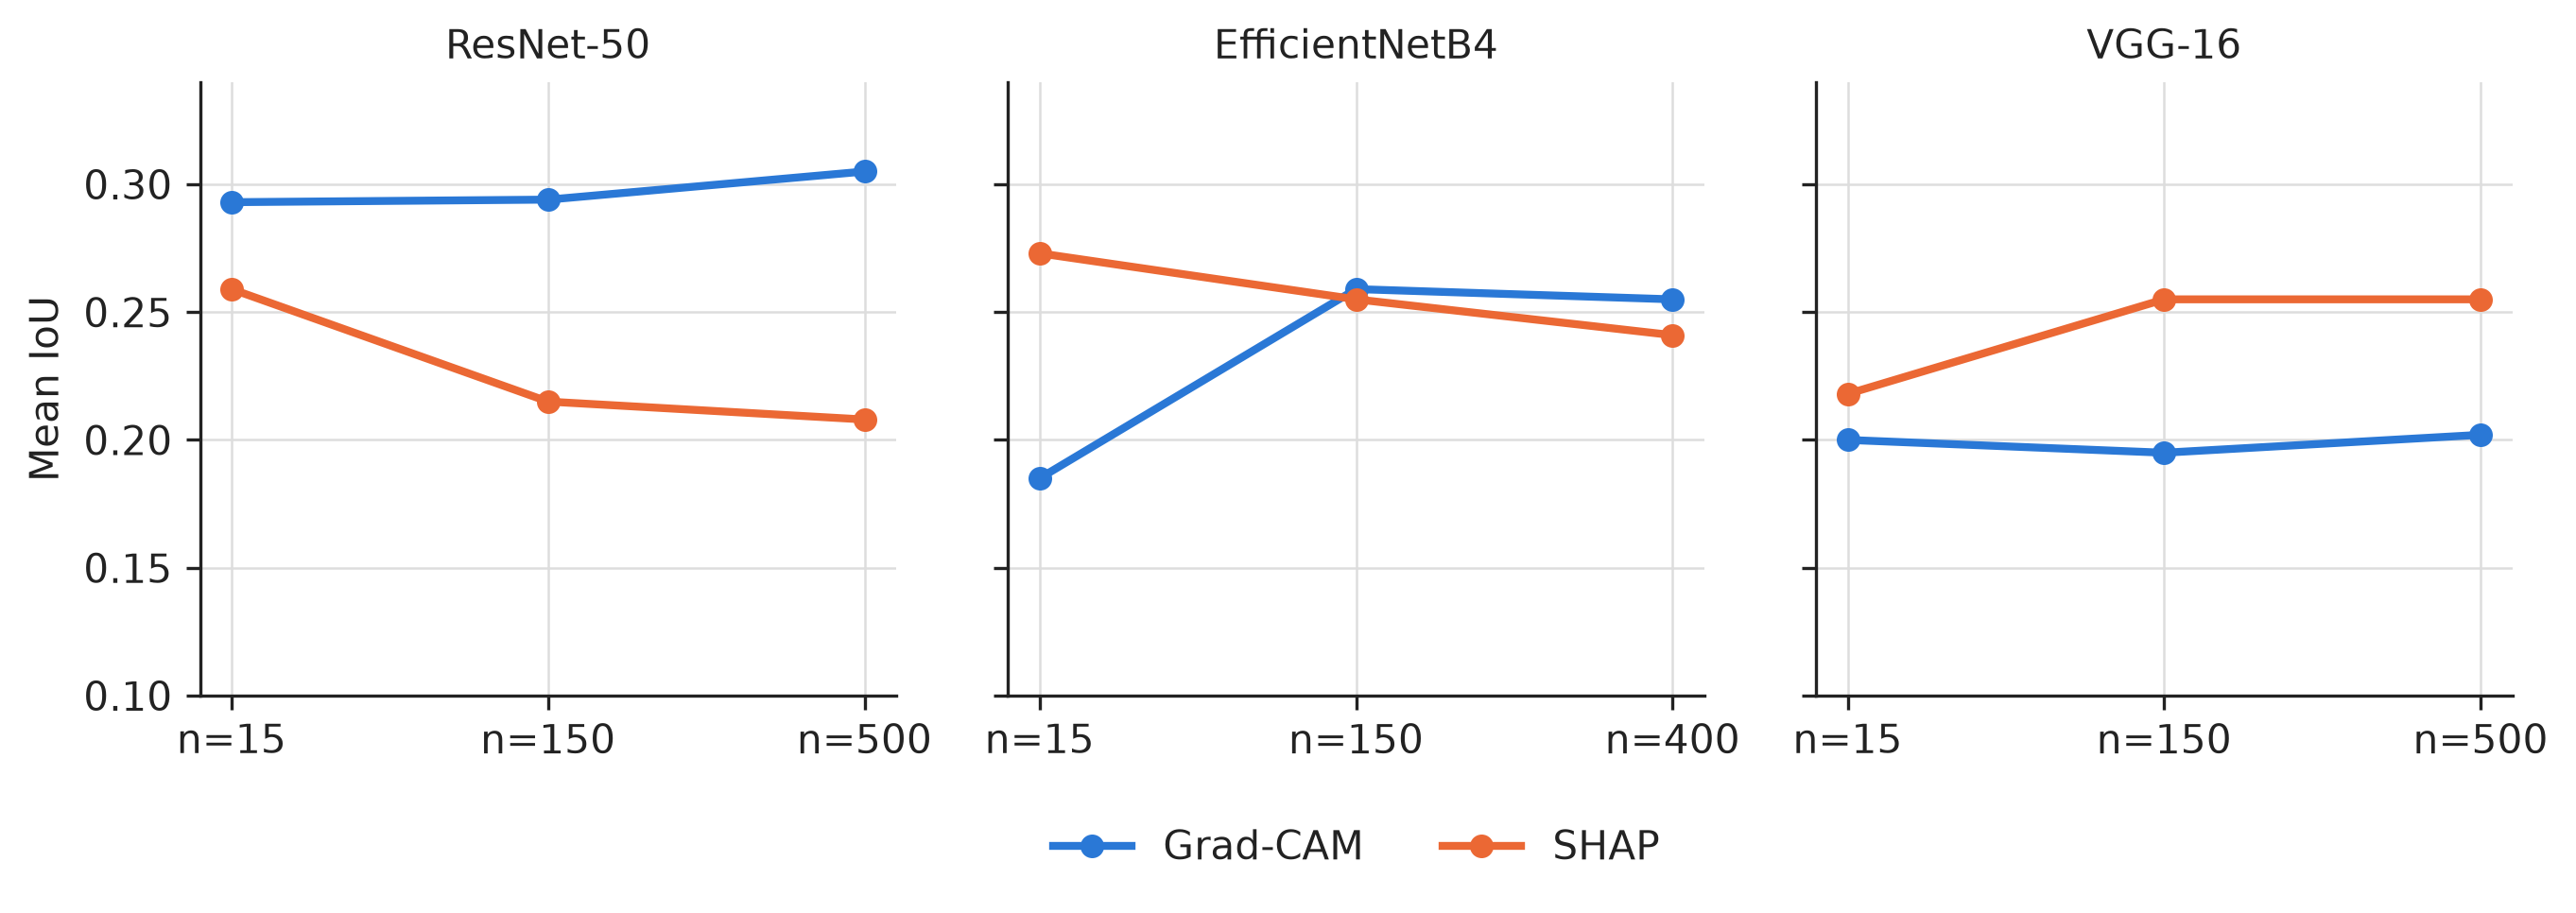 ResNet-50
EfficientNetB4
VGG-16
Mean IoU
0.30
0.25
0.20
0.15
0.10
n=15
n=150
n=500
n=15
n=150
n=400
n=15
n=150
n=500
Grad-CAM
SHAP